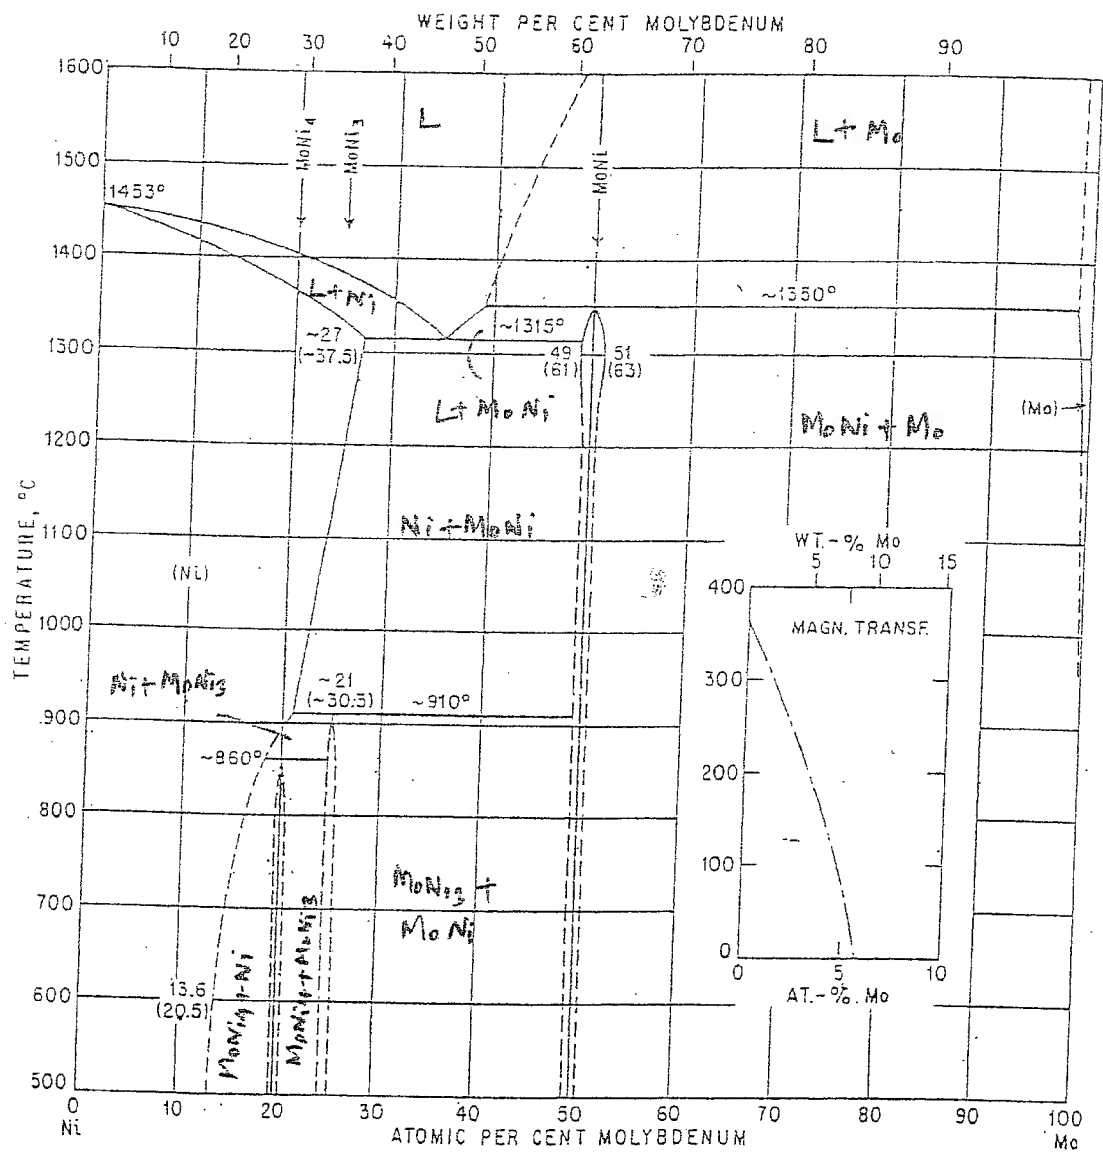 WEIGHT PER CENT MOLYBDENUM
10 20 30 40 50 60 70 80 90
1600
L
L+Mo
MoNi4
MoNi3
MoNi
1500
1453°
1400
L+Ni
~1350°
~1315°
~27
(~37.5)
1300
49
(61)
51
(63)
L+MoNi
(Mo)
MoNi+Mo
1200
TEMPERATURE, °C
Ni+MoNi
1100
(Ni)
1000
Ni+MoNi3
~21
(~30.5)
~910°
900
~860°
800
MoNi3+
MoNi
700
MoNi4+Ni
MoNi4+MoNi3
13.6
(20.5)
600
500
0 10 20 30 40 50 60 70 80 90 100
Ni
ATOMIC PER CENT MOLYBDENUM
Mo
WT.-% Mo
5 10 15
400
MAGN. TRANSF.
300
200
100
0
0 5 10
AT.-% Mo